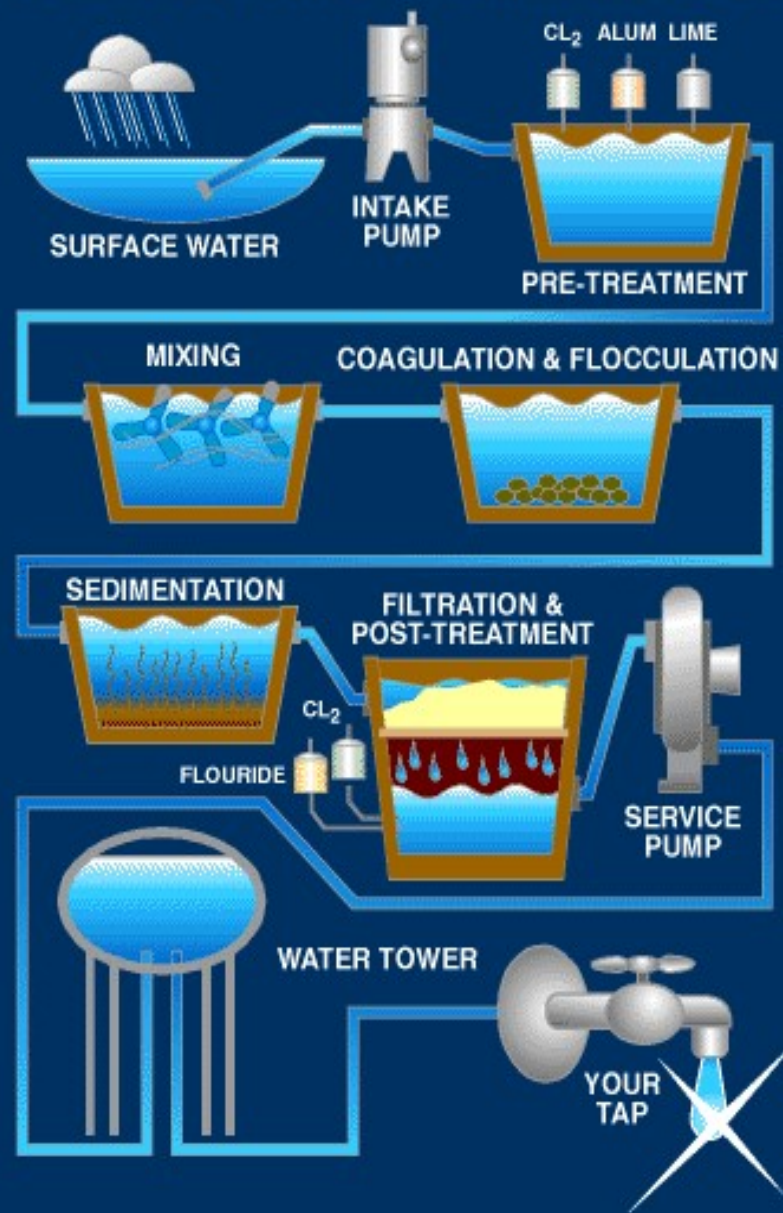 CL₂ ALUM LIME
SURFACE WATER
INTAKE
PUMP
PRE-TREATMENT
MIXING
COAGULATION & FLOCCULATION
SEDIMENTATION
FILTRATION &
POST-TREATMENT
CL₂
FLOURIDE
SERVICE
PUMP
WATER TOWER
YOUR
TAP